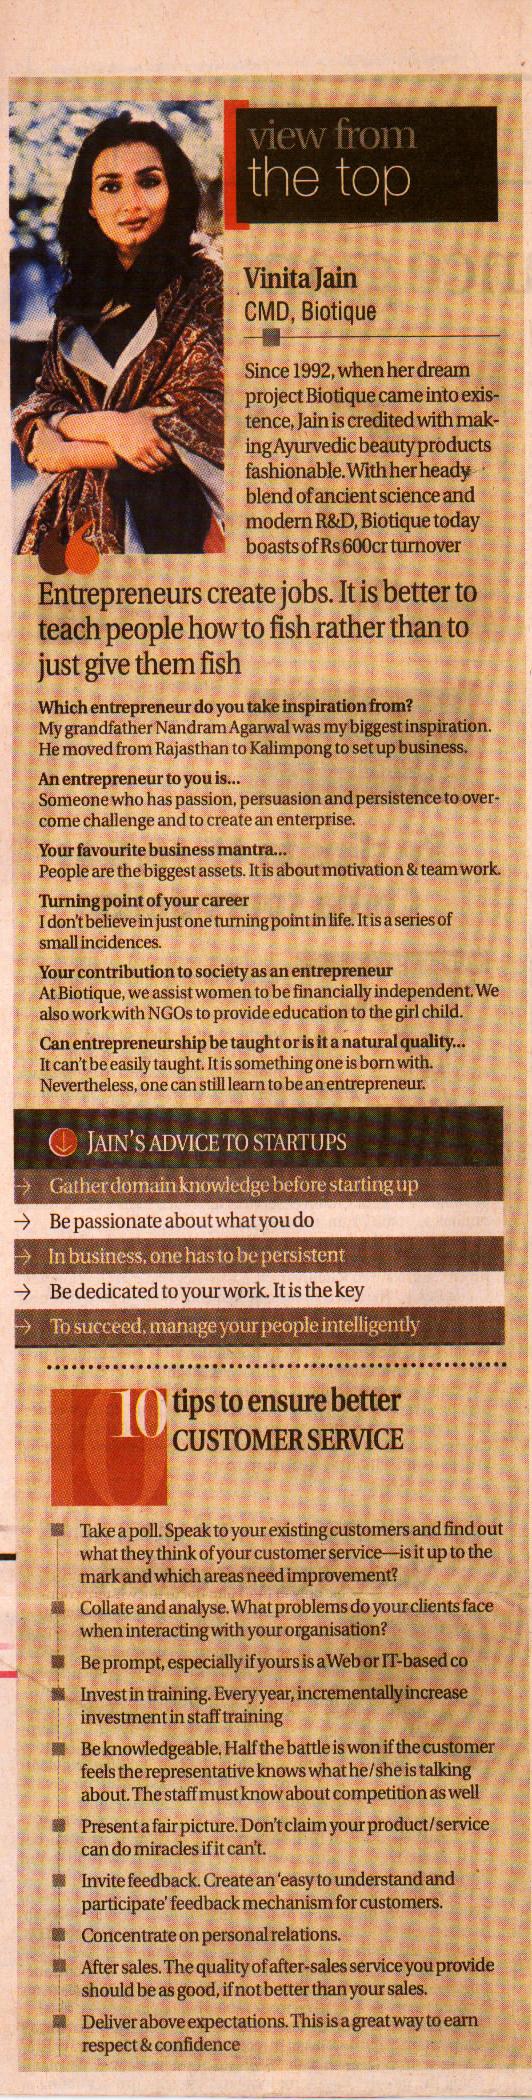 view from
the top
Vinita Jain
CMD, Biotique
Since 1992, when her dream
project Biotique came into exis-
tence, Jain is credited with mak-
ing Ayurvedic beauty products
fashionable. With her heady
blend of ancient science and
modern R&D, Biotique today
boasts of Rs 600cr turnover
Entrepreneurs create jobs. It is better to
teach people how to fish rather than to
just give them fish
Which entrepreneur do you take inspiration from?
My grandfather Nandram Agarwal was my biggest inspiration.
He moved from Rajasthan to Kalimpong to set up business.
An entrepreneur to you is...
Someone who has passion, persuasion and persistence to over-
come challenge and to create an enterprise.
Your favourite business mantra...
People are the biggest assets. It is about motivation & team work.
Turning point of your career
I don't believe in just one turning point in life. It is a series of
small incidences.
Your contribution to society as an entrepreneur
At Biotique, we assist women to be financially independent. We
also work with NGOs to provide education to the girl child.
Can entrepreneurship be taught or is it a natural quality...
It can't be easily taught. It is something one is born with.
Nevertheless, one can still learn to be an entrepreneur.
JAIN'S ADVICE TO STARTUPS
→ Gather domain knowledge before starting up
→ Be passionate about what you do
→ In business, one has to be persistent
→ Be dedicated to your work. It is the key
→ To succeed, manage your people intelligently
10 tips to ensure better
CUSTOMER SERVICE
Take a poll. Speak to your existing customers and find out
what they think of your customer service—is it up to the
mark and which areas need improvement?
Collate and analyse. What problems do your clients face
when interacting with your organisation?
Be prompt, especially if yours is a Web or IT-based co
Invest in training. Every year, incrementally increase
investment in staff training
Be knowledgeable. Half the battle is won if the customer
feels the representative knows what he/she is talking
about. The staff must know about competition as well
Present a fair picture. Don't claim your product/service
can do miracles if it can't.
Invite feedback. Create an 'easy to understand and
participate' feedback mechanism for customers.
Concentrate on personal relations.
After sales. The quality of after-sales service you provide
should be as good, if not better than your sales.
Deliver above expectations. This is a great way to earn
respect & confidence